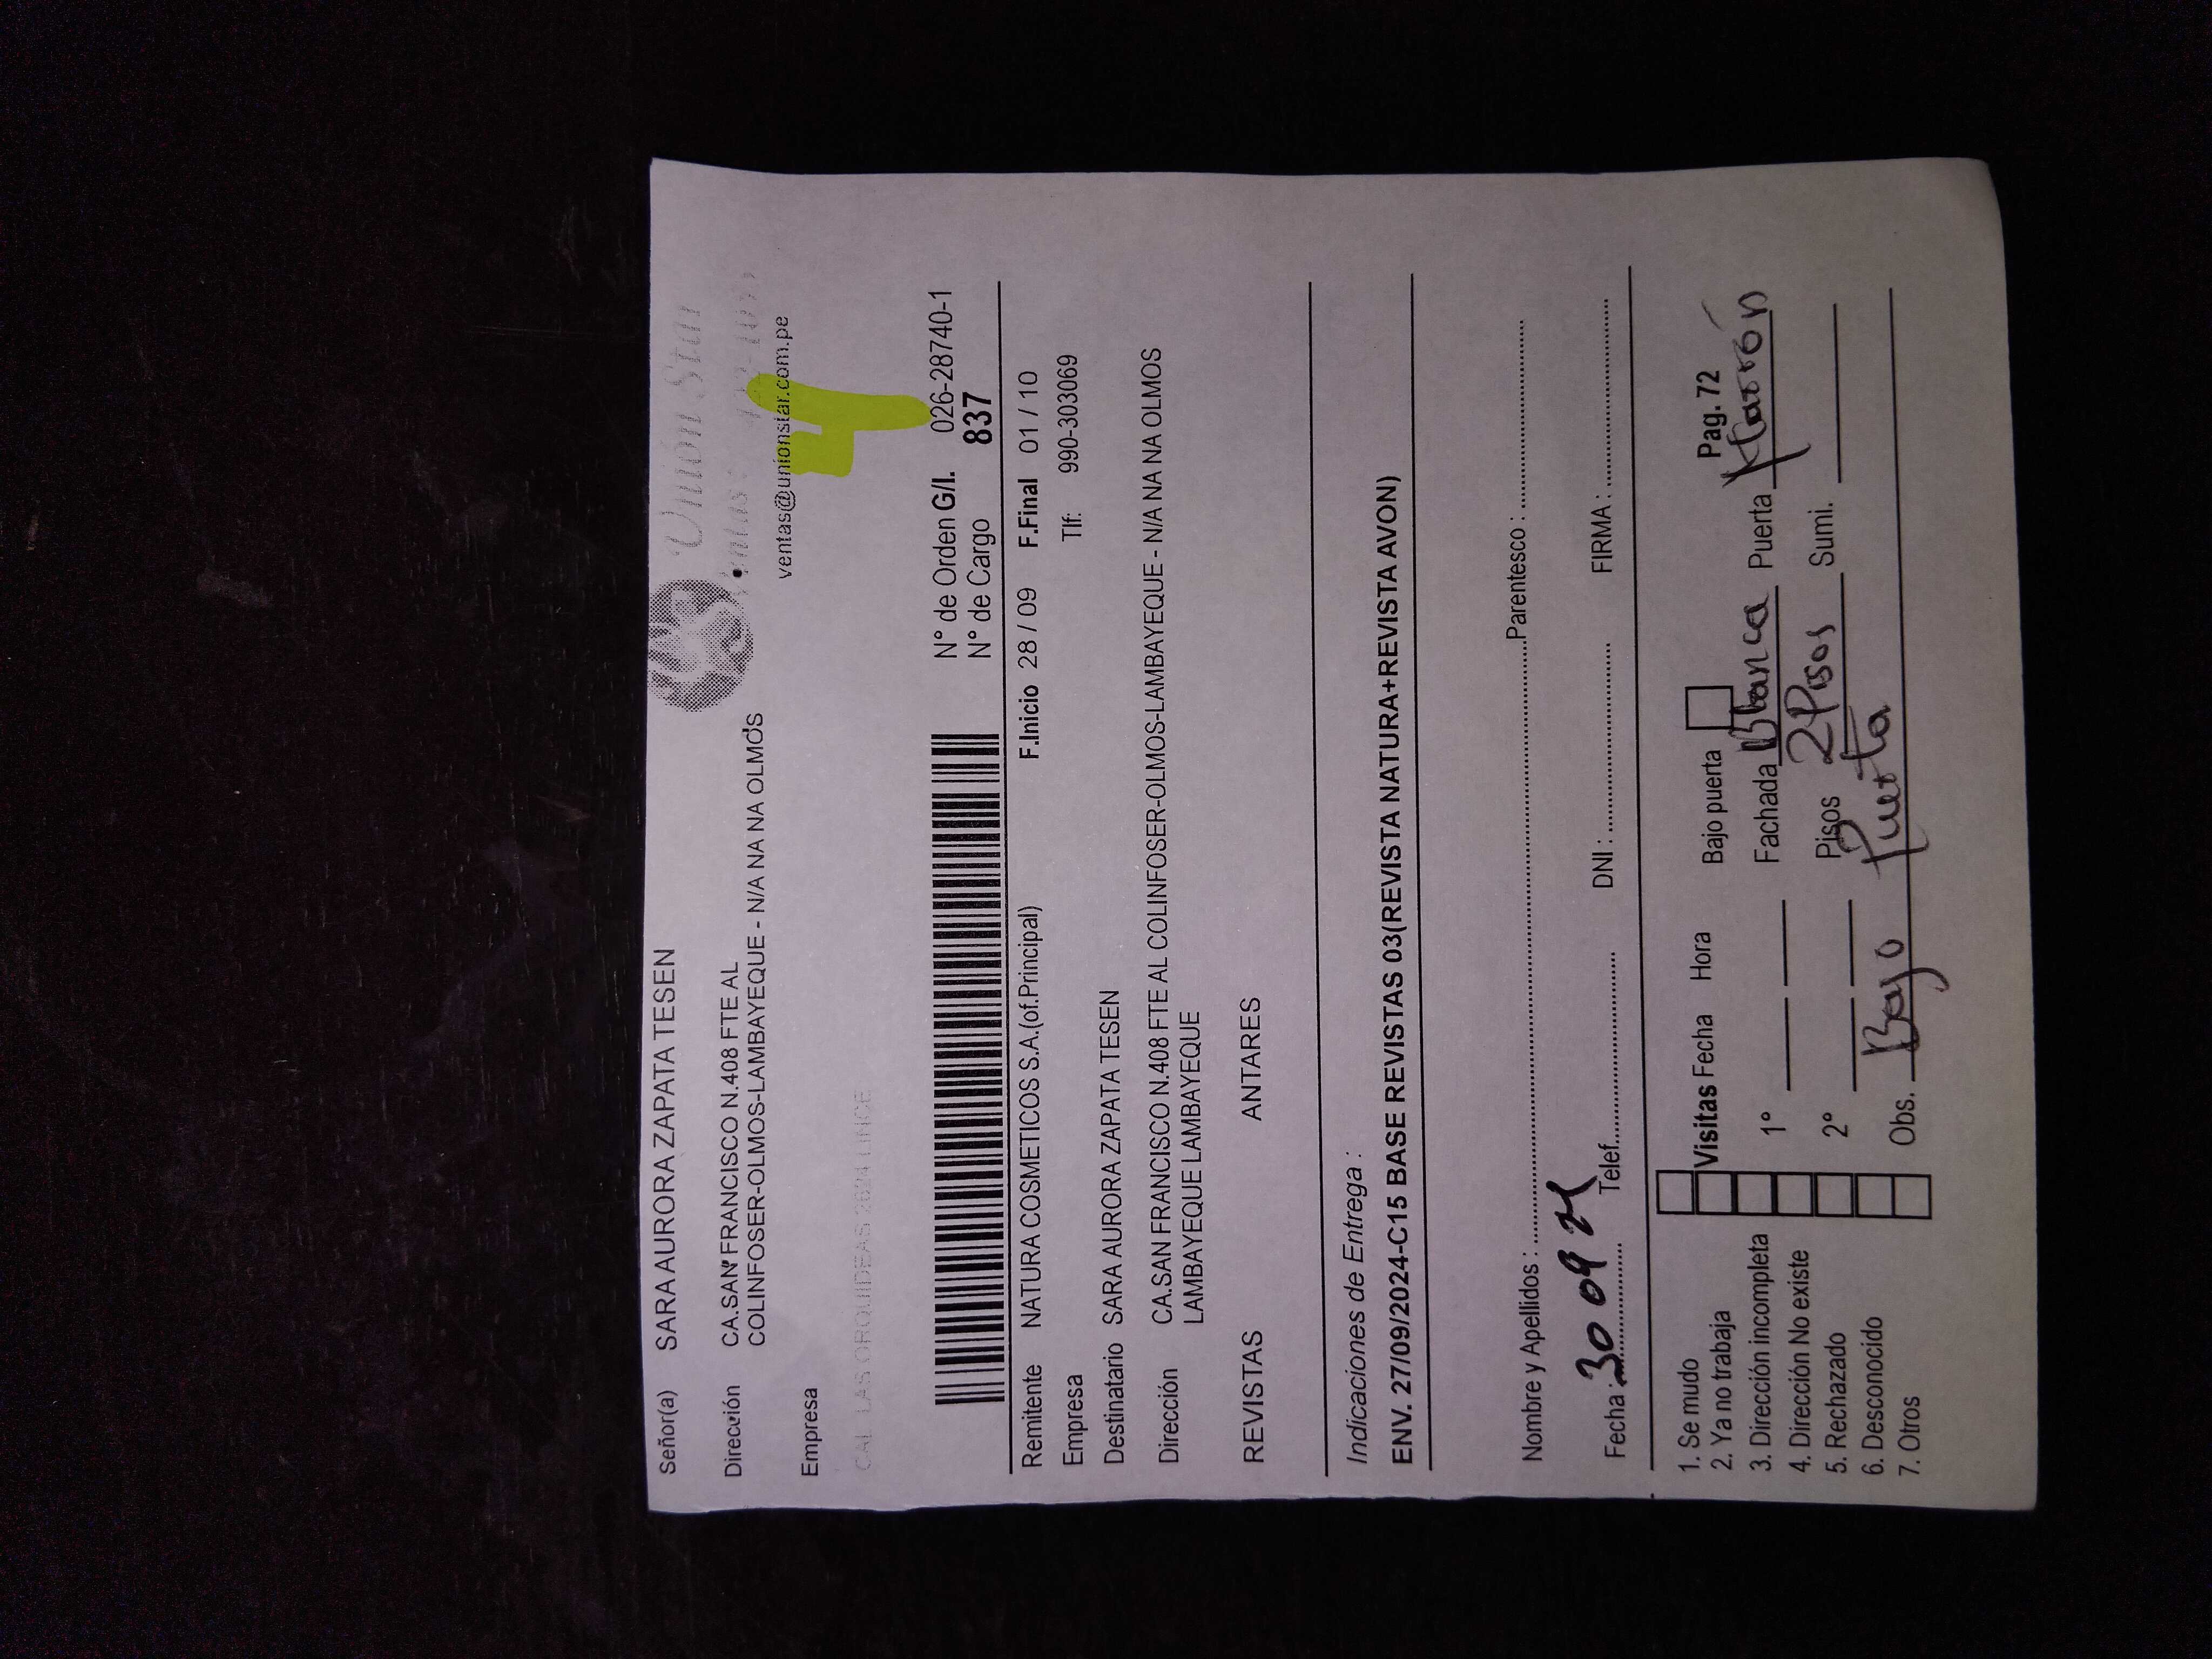 Señor(a) SARA AURORA ZAPATA TESEN
Union Star
Dirección CA.SAN FRANCISCO N.408 FTE AL
COLINFOSER-OLMOS-LAMBAYEQUE - N/A NA NA OLMOS
ventas@unionstar.com.pe
Empresa
CAL LAS ORQUIDEAS 2624 LINCE
4
N° de Orden G/I. 026-28740-1
N° de Cargo 837
Remitente NATURA COSMETICOS S.A.(of.Principal) F.Inicio 28 / 09 F.Final 01 / 10
Empresa Tlf: 990-303069
Destinatario SARA AURORA ZAPATA TESEN
Dirección CA.SAN FRANCISCO N.408 FTE AL COLINFOSER-OLMOS-LAMBAYEQUE - N/A NA NA OLMOS
LAMBAYEQUE LAMBAYEQUE
REVISTAS ANTARES
Indicaciones de Entrega :
ENV. 27/09/2024-C15 BASE REVISTAS 03(REVISTA NATURA+REVISTA AVON)
Nombre y Apellidos : Parentesco :
Fecha : 30 09 24 Telef. DNI : FIRMA :
1. Se mudo
2. Ya no trabaja
3. Dirección incompleta
4. Dirección No existe
5. Rechazado
6. Desconocido
7. Otros
Visitas Fecha Hora Bajo puerta Pag. 72
1° Fachada Blanca Puerta Marrón
2° Pisos 2 Pisos Sumi.
Obs. Bajo Puerta